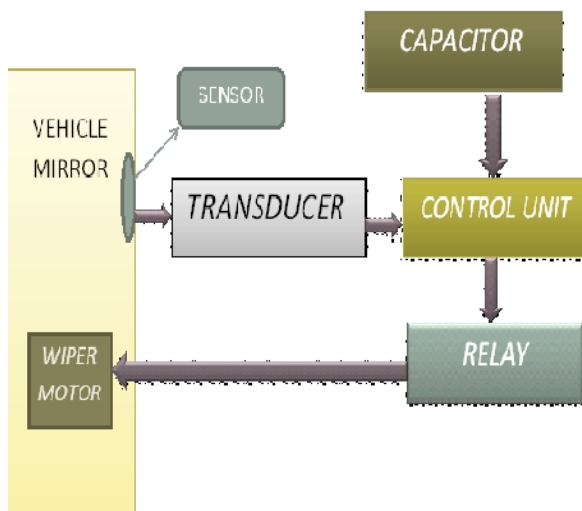 CAPACITOR
SENSOR
VEHICLE
MIRROR
TRANSDUCER
CONTROL UNIT
WIPER
MOTOR
RELAY